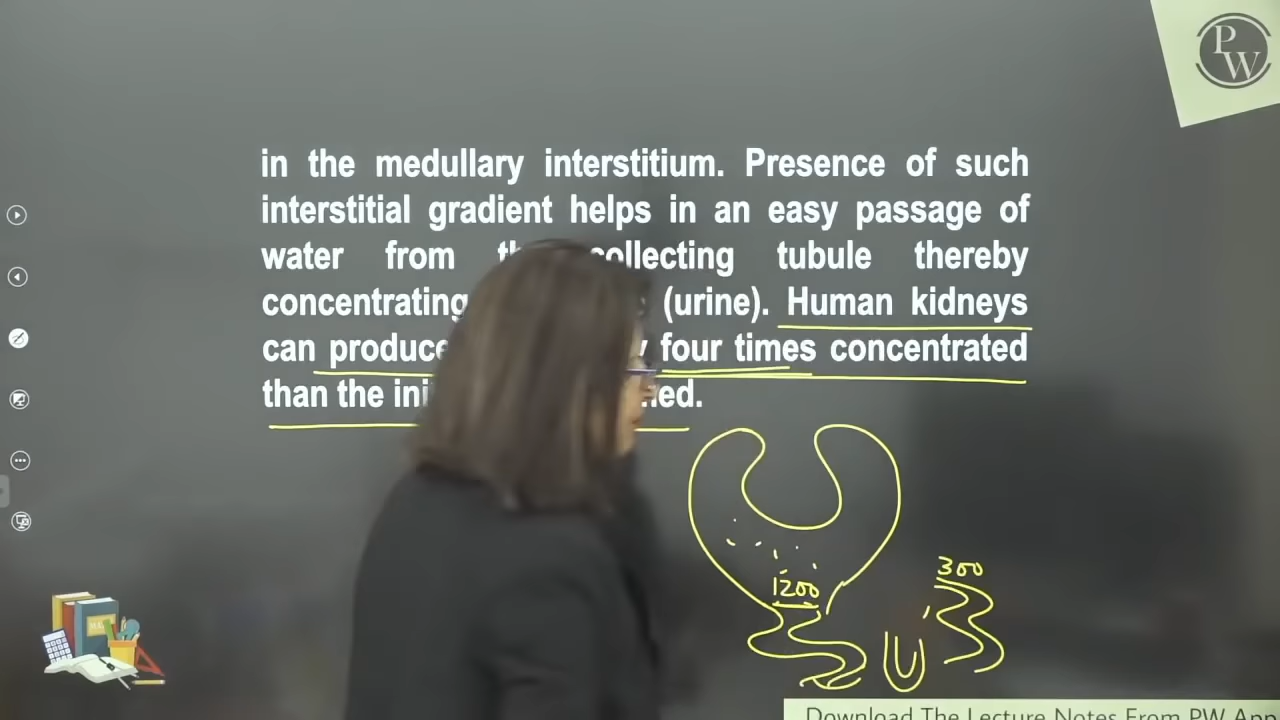 PW
in the medullary interstitium. Presence of such
interstitial gradient helps in an easy passage of
water from collecting tubule thereby
concentrating (urine). Human kidneys
can produce four times concentrated
than the
1200
300
Download The Lecture Notes From PW App